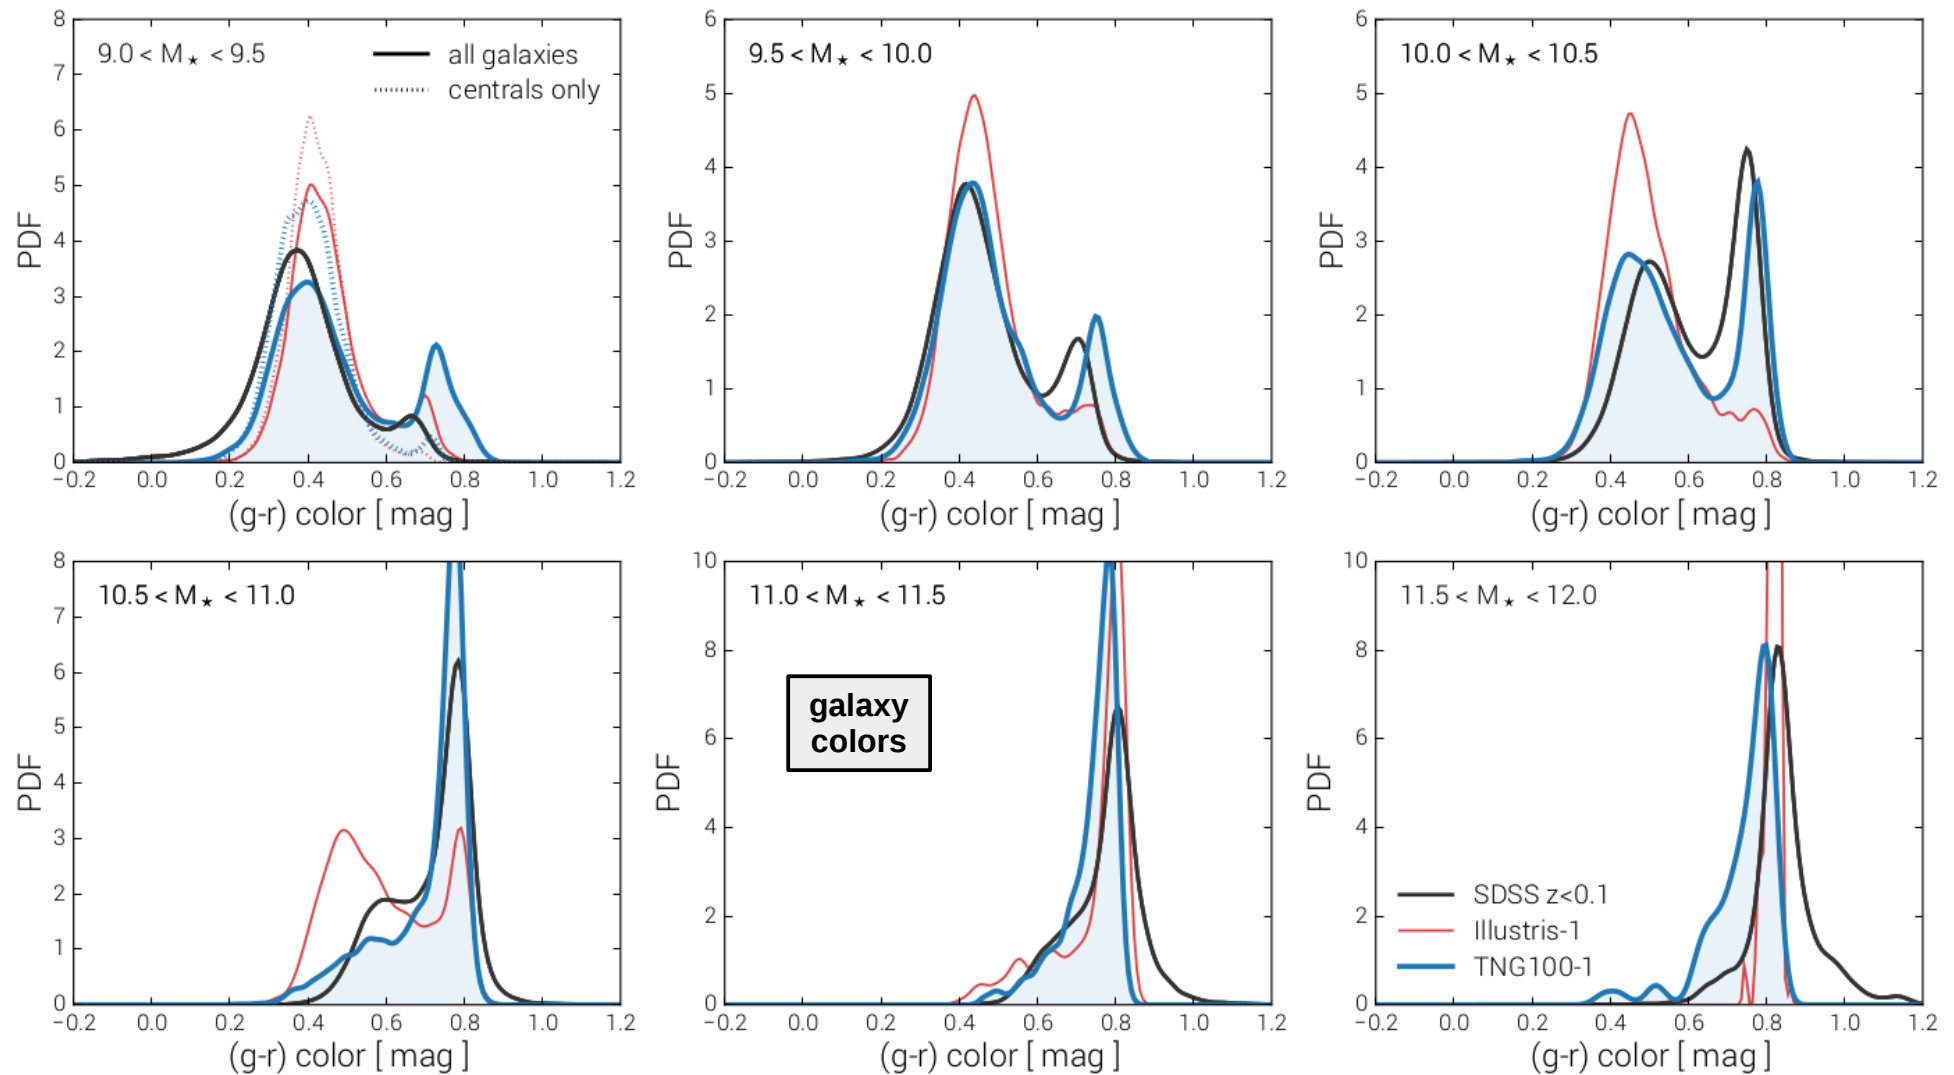 9.0 < M⋆ < 9.5
all galaxies
centrals only
8
7
6
5
4
3
2
1
0
PDF
−0.2 0.0 0.2 0.4 0.6 0.8 1.0 1.2
(g-r) color [ mag ]
9.5 < M⋆ < 10.0
6
5
4
3
2
1
0
PDF
−0.2 0.0 0.2 0.4 0.6 0.8 1.0 1.2
(g-r) color [ mag ]
10.0 < M⋆ < 10.5
6
5
4
3
2
1
0
PDF
−0.2 0.0 0.2 0.4 0.6 0.8 1.0 1.2
(g-r) color [ mag ]
10.5 < M⋆ < 11.0
8
7
6
5
4
3
2
1
0
PDF
−0.2 0.0 0.2 0.4 0.6 0.8 1.0 1.2
(g-r) color [ mag ]
11.0 < M⋆ < 11.5
galaxy
colors
10
8
6
4
2
0
PDF
−0.2 0.0 0.2 0.4 0.6 0.8 1.0 1.2
(g-r) color [ mag ]
11.5 < M⋆ < 12.0
10
8
6
4
2
0
PDF
SDSS z<0.1
Illustris-1
TNG100-1
−0.2 0.0 0.2 0.4 0.6 0.8 1.0 1.2
(g-r) color [ mag ]